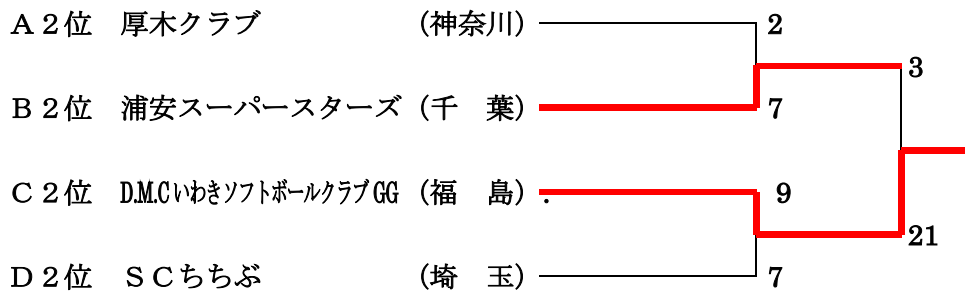 Ａ２位 厚木クラブ (神奈川) 2
3
Ｂ２位 浦安スーパースターズ (千 葉) 7
Ｃ２位 D.M.Cいわきソフトボールクラブ GG (福 島) . 9
21
Ｄ２位 ＳＣちちぶ (埼 玉) 7